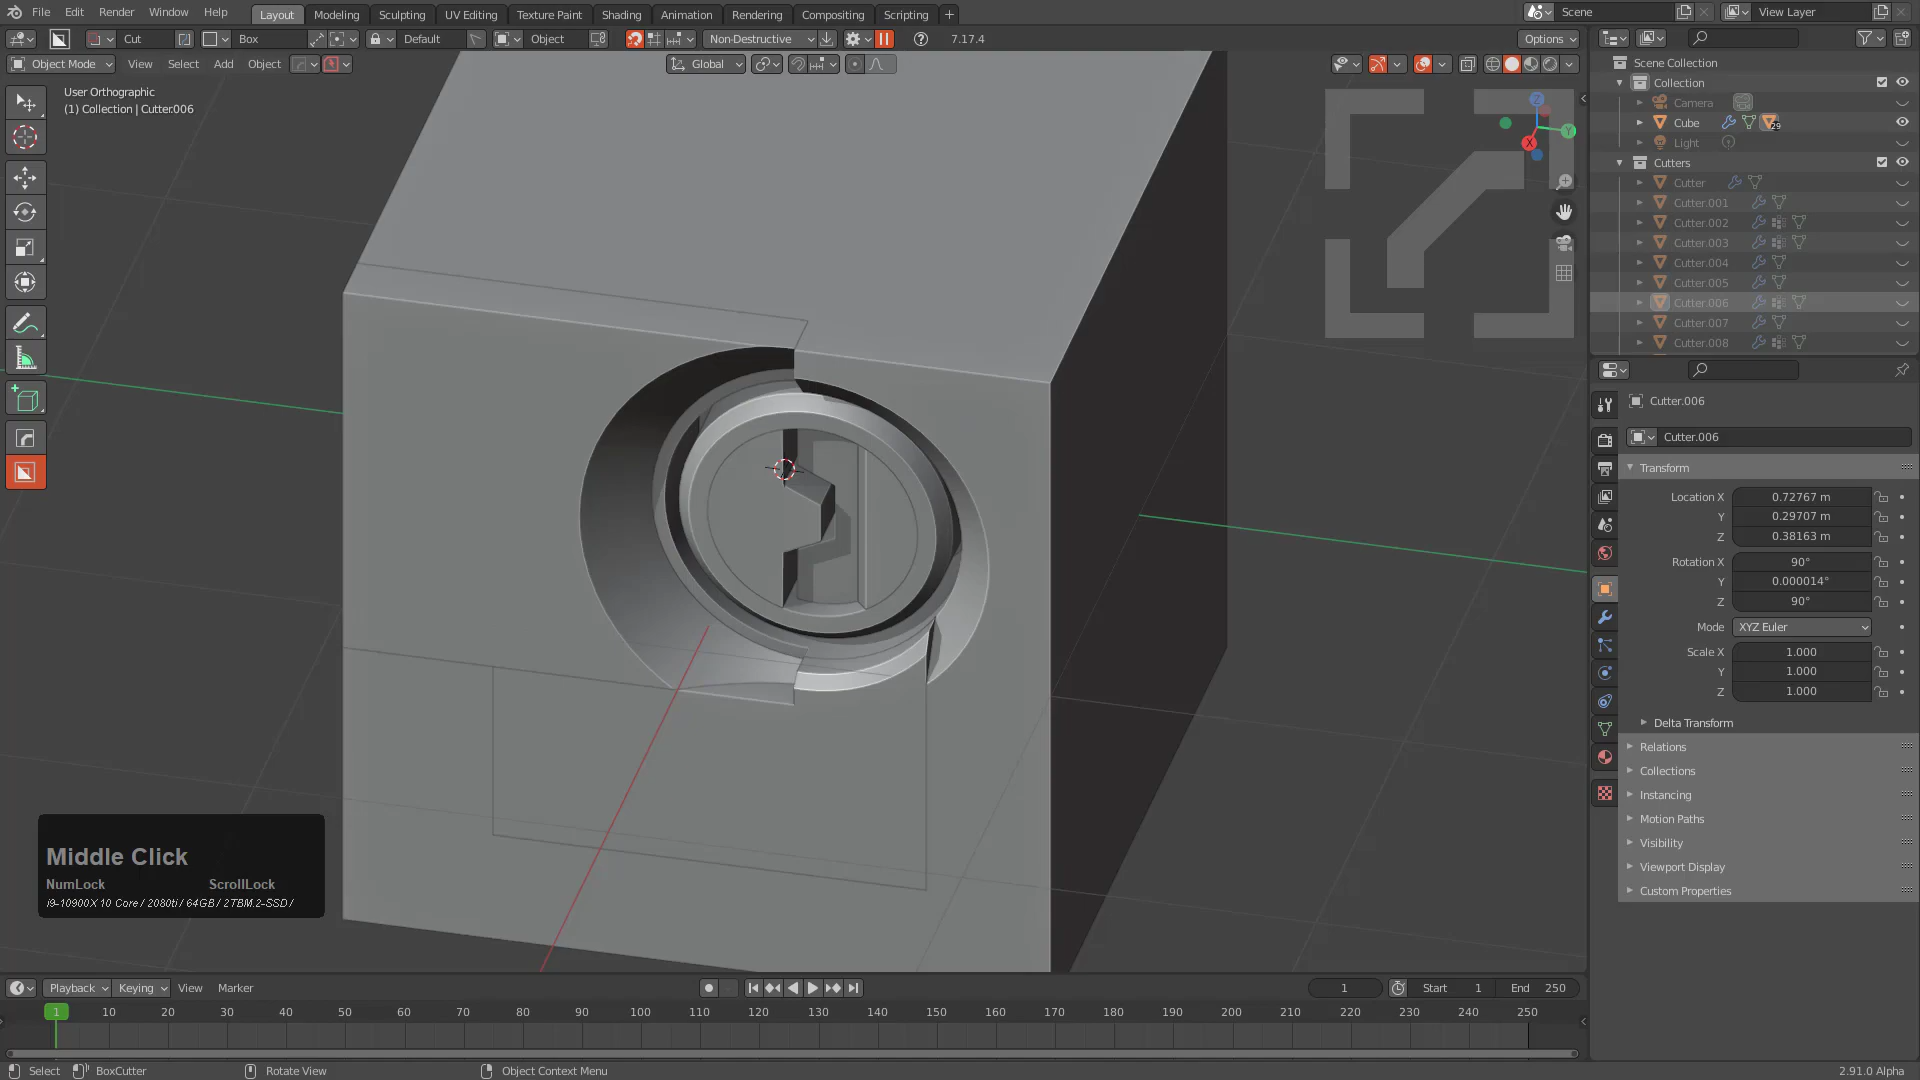 File Edit Render Window Help
Layout Modeling Sculpting UV Editing Texture Paint Shading Animation Rendering Compositing Scripting
Scene
View Layer
Cut
Box
Default
Object
Non-Destructive
7.17.4
Options
Object Mode View Select Add Object
Global
User Orthographic
(1) Collection | Cutter.006
Z
Y
X
Scene Collection
Collection
Camera
Cube
29
Light
Cutters
Cutter
Cutter.001
Cutter.002
Cutter.003
Cutter.004
Cutter.005
Cutter.006
Cutter.007
Cutter.008
Cutter.006
Cutter.006
Transform
Location X 0.72767 m
Y 0.29707 m
Z 0.38163 m
Rotation X 90°
Y 0.000014°
Z 90°
Mode XYZ Euler
Scale X 1.000
Y 1.000
Z 1.000
Delta Transform
Relations
Collections
Instancing
Motion Paths
Visibility
Viewport Display
Custom Properties
Middle Click
NumLock ScrollLock
i9-10900X 10 Core / 2080ti / 64GB / 2TBM.2-SSD /
Playback Keying View Marker
1
Start 1
End 250
1 10 20 30 40 50 60 70 80 90 100 110 120 130 140 150 160 170 180 190 200 210 220 230 240 250
Select
BoxCutter
Rotate View
Object Context Menu
2.91.0 Alpha